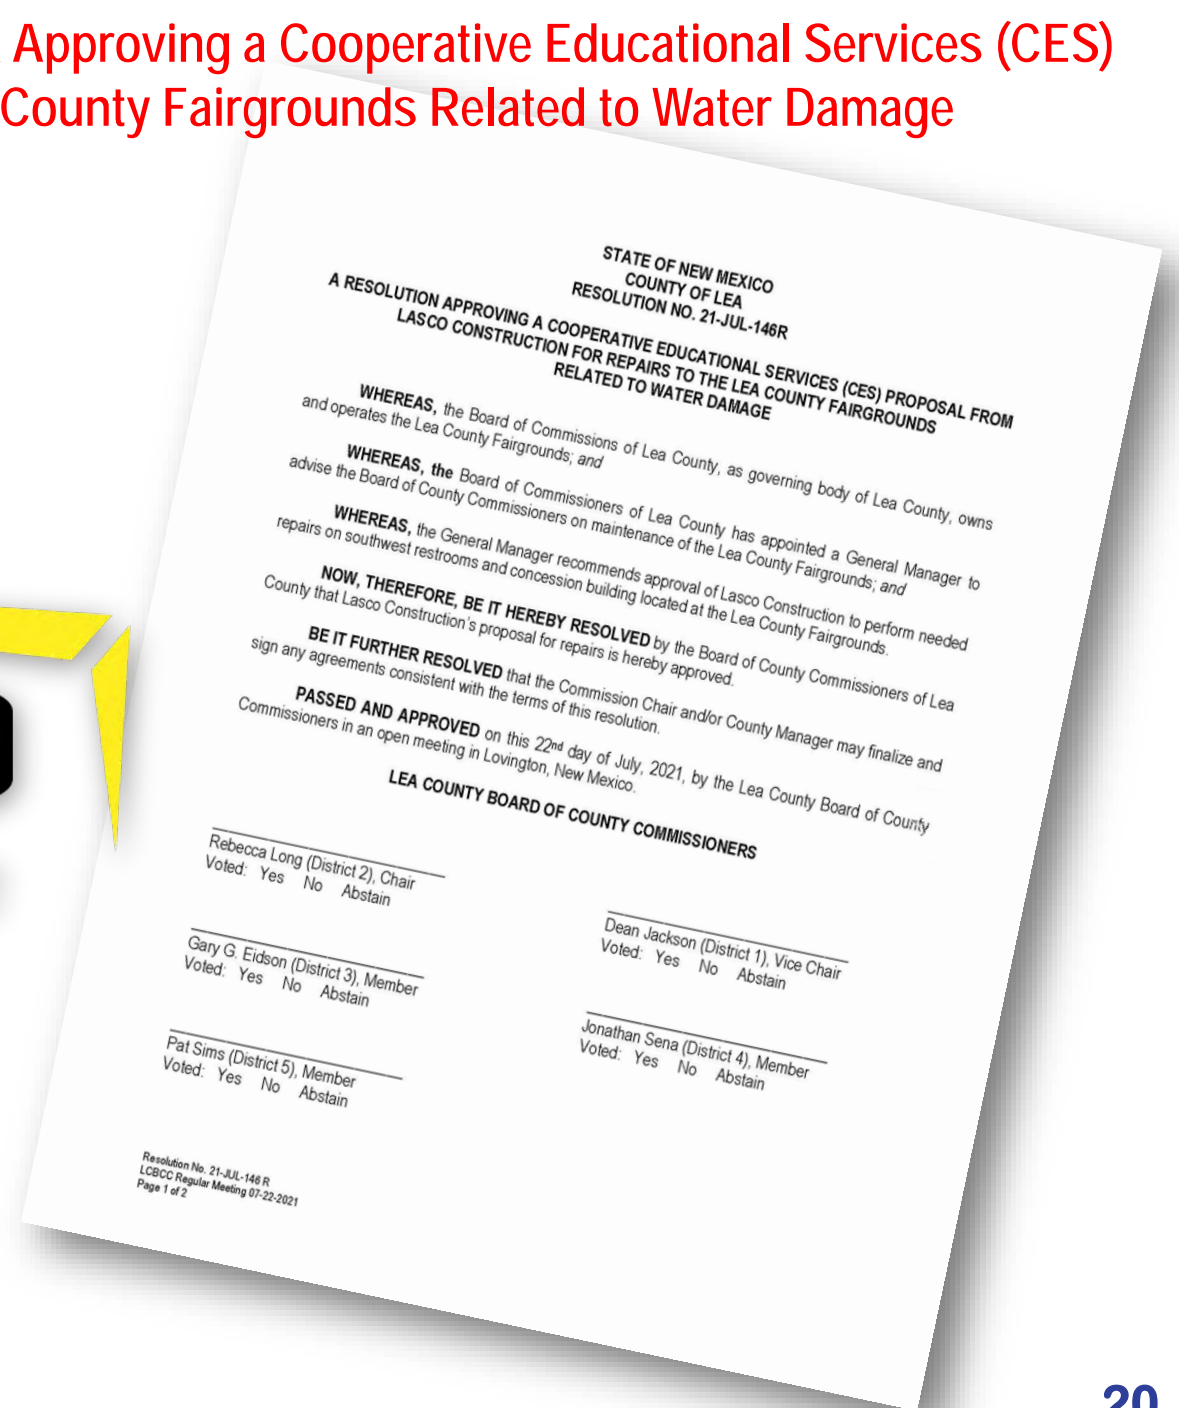 Approving a Cooperative Educational Services (CES)
County Fairgrounds Related to Water Damage
STATE OF NEW MEXICO
COUNTY OF LEA
RESOLUTION NO. 21-JUL-146R
A RESOLUTION APPROVING A COOPERATIVE EDUCATIONAL SERVICES (CES) PROPOSAL FROM
LASCO CONSTRUCTION FOR REPAIRS TO THE LEA COUNTY FAIRGROUNDS
RELATED TO WATER DAMAGE
WHEREAS, the Board of Commissions of Lea County, as governing body of Lea County, owns
and operates the Lea County Fairgrounds; and
WHEREAS, the Board of Commissioners of Lea County has appointed a General Manager to
advise the Board of County Commissioners on maintenance of the Lea County Fairgrounds; and
WHEREAS, the General Manager recommends approval of Lasco Construction to perform needed
repairs on southwest restrooms and concession building located at the Lea County Fairgrounds.
NOW, THEREFORE, BE IT HEREBY RESOLVED by the Board of County Commissioners of Lea
County that Lasco Construction's proposal for repairs is hereby approved.
BE IT FURTHER RESOLVED that the Commission Chair and/or County Manager may finalize and
sign any agreements consistent with the terms of this resolution.
PASSED AND APPROVED on this 22nd day of July, 2021, by the Lea County Board of County
Commissioners in an open meeting in Lovington, New Mexico.
LEA COUNTY BOARD OF COUNTY COMMISSIONERS
Rebecca Long (District 2), Chair
Voted: Yes No Abstain
Dean Jackson (District 1), Vice Chair
Voted: Yes No Abstain
Gary G. Eidson (District 3), Member
Voted: Yes No Abstain
Jonathan Sena (District 4), Member
Voted: Yes No Abstain
Pat Sims (District 5), Member
Voted: Yes No Abstain
Resolution No. 21-JUL-146 R
LCBCC Regular Meeting 07-22-2021
Page 1 of 2
20